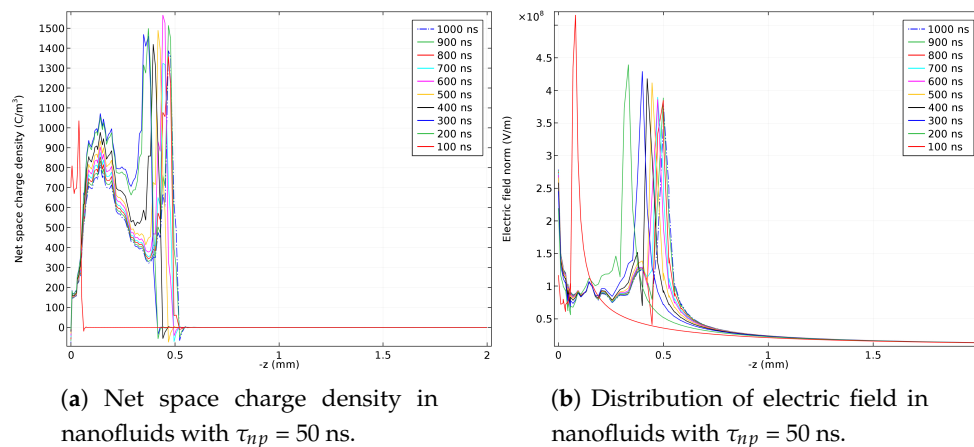 1500
1400
1300
1200
1100
1000
900
800
700
600
500
400
300
200
100
0
Net space charge density (C/m³)
0
0.5
1
1.5
2
-z (mm)
1000 ns
900 ns
800 ns
700 ns
600 ns
500 ns
400 ns
300 ns
200 ns
100 ns
×10⁸
4.5
3.5
2.5
1.5
0.5
Electric field norm (V/m)
0
0.5
1
1.5
-z (mm)
1000 ns
900 ns
800 ns
700 ns
600 ns
500 ns
400 ns
300 ns
200 ns
100 ns
(a) Net space charge density in
nanofluids with τnp = 50 ns.
(b) Distribution of electric field in
nanofluids with τnp = 50 ns.